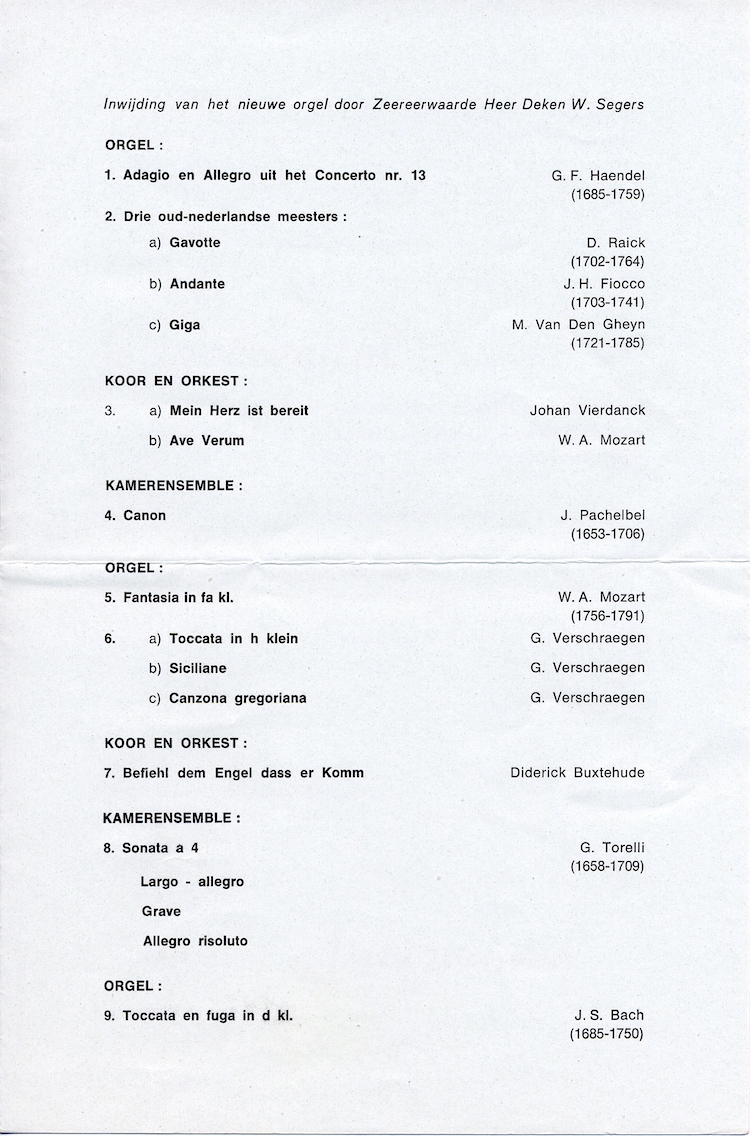 Inwijding van het nieuwe orgel door Zeereerwaarde Heer Deken W. Segers
ORGEL :
1. Adagio en Allegro uit het Concerto nr. 13 G. F. Haendel
(1685-1759)
2. Drie oud-nederlandse meesters :
a) Gavotte D. Raick
(1702-1764)
b) Andante J. H. Fiocco
(1703-1741)
c) Giga M. Van Den Gheyn
(1721-1785)
KOOR EN ORKEST :
3. a) Mein Herz ist bereit Johan Vierdanck
b) Ave Verum W. A. Mozart
KAMERENSEMBLE :
4. Canon J. Pachelbel
(1653-1706)
ORGEL :
5. Fantasia in fa kl. W. A. Mozart
(1756-1791)
6. a) Toccata in h klein G. Verschraegen
b) Siciliane G. Verschraegen
c) Canzona gregoriana G. Verschraegen
KOOR EN ORKEST :
7. Befiehl dem Engel dass er Komm Diderick Buxtehude
KAMERENSEMBLE :
8. Sonata a 4 G. Torelli
(1658-1709)
Largo - allegro
Grave
Allegro risoluto
ORGEL :
9. Toccata en fuga in d kl. J. S. Bach
(1685-1750)